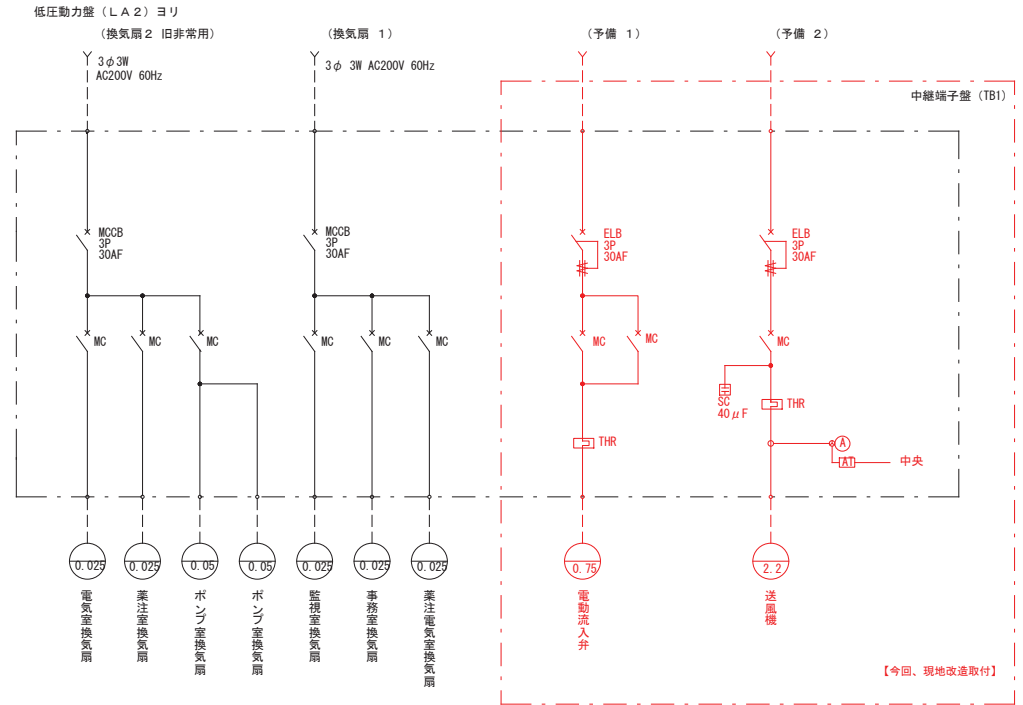 低圧動力盤（ＬＡ２）ヨリ
（換気扇２ 旧非常用）
（換気扇 1）
（予備 1）
（予備 2）
3φ3W
AC200V 60Hz
3φ 3W AC200V 60Hz
中継端子盤（TB1）
MCCB
3P
30AF
MCCB
3P
30AF
ELB
3P
30AF
ELB
3P
30AF
MC
MC
MC
MC
MC
MC
MC
MC
MC
SC
40μF
THR
THR
A
AT
中央
0.025
0.025
0.05
0.05
0.025
0.025
0.025
0.75
2.2
電気室換気扇
薬注室換気扇
ポンプ室換気扇
ポンプ室換気扇
監視室換気扇
事務室換気扇
薬注電気室換気扇
電動流入弁
送風機
【今回、現地改造取付】